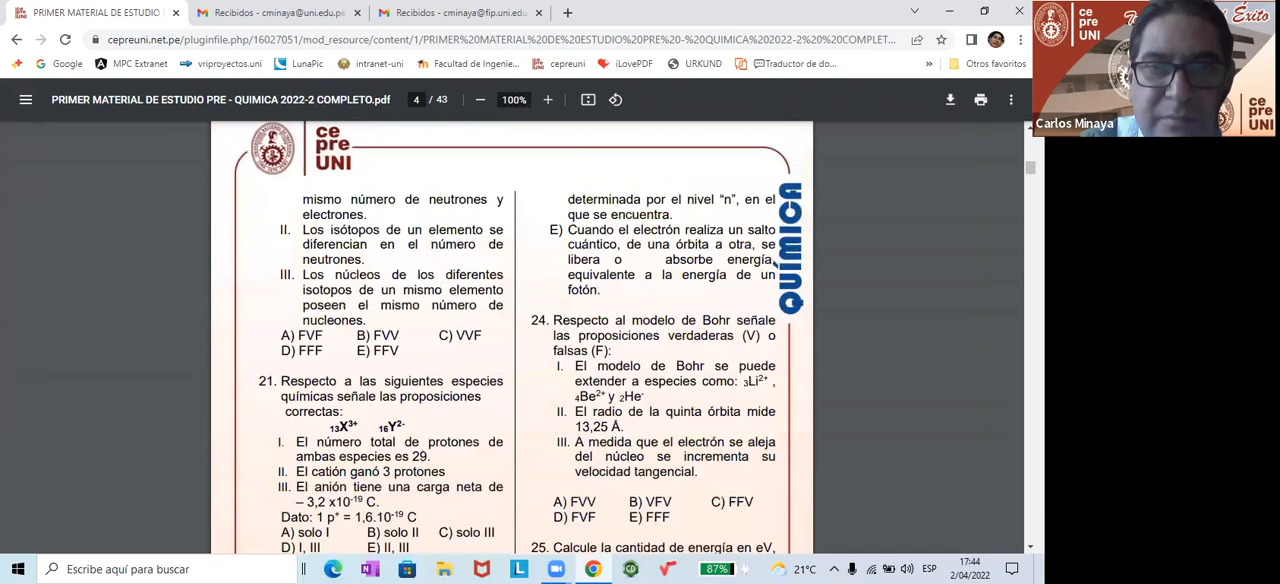 PRIMER MATERIAL DE ESTUDIO
Recibidos - cminaya@uni.edu.pe
Recibidos - cminaya@fip.uni.edu
cepreuni.net.pe/pluginfile.php/16027051/mod_resource/content/1/PRIMER%20MATERIAL%20DE%20ESTUDIO%20PRE%20-%20QUIMICA%202022-2%20%20COMPLET...
Google
MPC Extranet
vriproyectos.uni
LunaPic
intranet-uni
Facultad de Ingenie...
cepreuni
iLovePDF
URKUND
Traductor de do...
»
Otros favoritos
PRIMER MATERIAL DE ESTUDIO PRE - QUIMICA 2022-2 COMPLETO.pdf
4 / 43
100%
ce
pre
UNI
mismo número de neutrones y
electrones.
II. Los isótopos de un elemento se
diferencian en el número de
neutrones.
III. Los núcleos de los diferentes
isotopos de un mismo elemento
poseen el mismo número de
nucleones.
A) FVF B) FVV C) VVF
D) FFF E) FFV
21. Respecto a las siguientes especies
químicas señale las proposiciones
correctas:
₁₃X³⁺ ₁₆Y²⁻
I. El número total de protones de
ambas especies es 29.
II. El catión ganó 3 protones
III. El anión tiene una carga neta de
– 3,2 x10⁻¹⁹ C.
Dato: 1 p⁺ = 1,6.10⁻¹⁹ C
A) solo I B) solo II C) solo III
D) I, III E) II, III
determinada por el nivel “n”, en el
que se encuentra.
E) Cuando el electrón realiza un salto
cuántico, de una órbita a otra, se
libera o absorbe energía,
equivalente a la energía de un
fotón.
24. Respecto al modelo de Bohr señale
las proposiciones verdaderas (V) o
falsas (F):
I. El modelo de Bohr se puede
extender a especies como: ₃Li²⁺ ,
₄Be²⁺ y ₂He⁻
II. El radio de la quinta órbita mide
13,25 Å.
III. A medida que el electrón se aleja
del núcleo se incrementa su
velocidad tangencial.
A) FVV B) VFV C) FFV
D) FVF E) FFF
25. Calcule la cantidad de energía en eV,
QUÍMICA
ce
pre
UNI
Éxito
ce
pre
UNI
Carlos Minaya
Escribe aquí para buscar
87%
21°C
ESP
17:44
2/04/2022